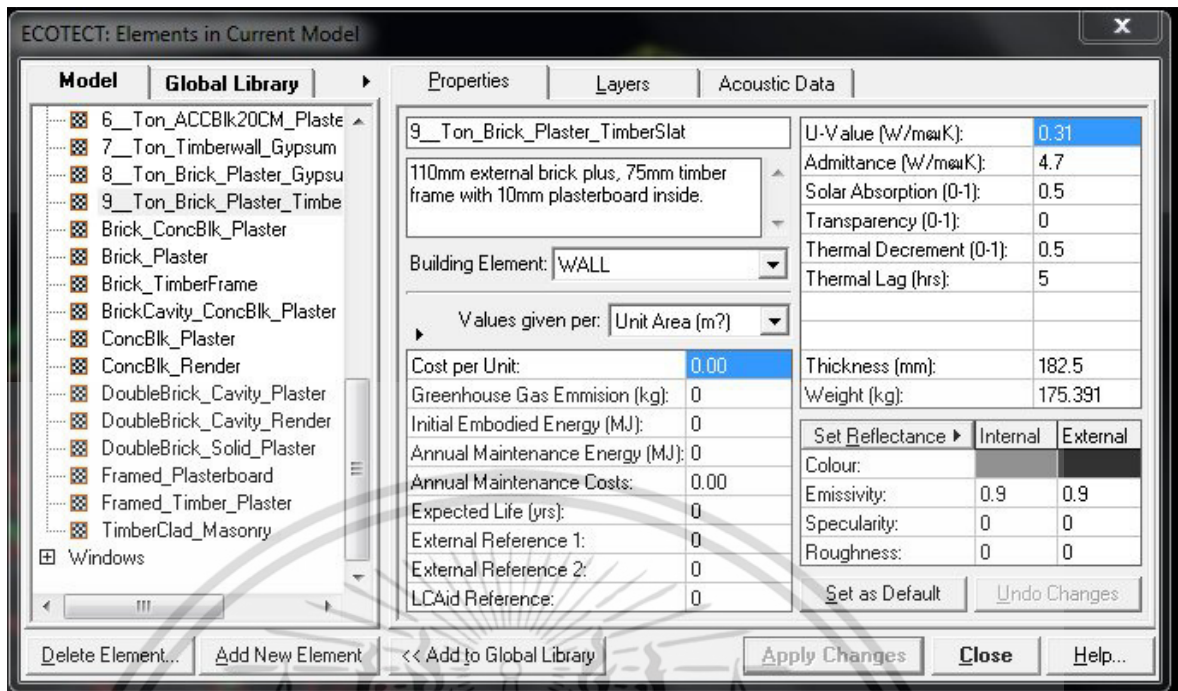 ECOTECT: Elements in Current Model
X
Model
Global Library
6__Ton_ACCBlk20CM_Plaste
7__Ton_Timberwall_Gypsum
8__Ton_Brick_Plaster_Gypsu
9__Ton_Brick_Plaster_Timbe
Brick_ConcBlk_Plaster
Brick_Plaster
Brick_TimberFrame
BrickCavity_ConcBlk_Plaster
ConcBlk_Plaster
ConcBlk_Render
DoubleBrick_Cavity_Plaster
DoubleBrick_Cavity_Render
DoubleBrick_Solid_Plaster
Framed_Plasterboard
Framed_Timber_Plaster
TimberClad_Masonry
Windows
Delete Element...
Add New Element
Properties
Layers
Acoustic Data
9__Ton_Brick_Plaster_TimberSlat
110mm external brick plus, 75mm timber
frame with 10mm plasterboard inside.
Building Element: WALL
Values given per: Unit Area (m?)
Cost per Unit: 0.00
Greenhouse Gas Emmision (kg): 0
Initial Embodied Energy (MJ): 0
Annual Maintenance Energy (MJ): 0
Annual Maintenance Costs: 0.00
Expected Life (yrs): 0
External Reference 1: 0
External Reference 2: 0
LCAid Reference: 0
U-Value (W/m K): 0.31
Admittance (W/m K): 4.7
Solar Absorption (0-1): 0.5
Transparency (0-1): 0
Thermal Decrement (0-1): 0.5
Thermal Lag (hrs): 5
Thickness (mm): 182.5
Weight (kg): 175.391
Set Reflectance Internal External
Colour:
Emissivity: 0.9 0.9
Specularity: 0 0
Roughness: 0 0
Set as Default
Undo Changes
<< Add to Global Library
Apply Changes
Close
Help...